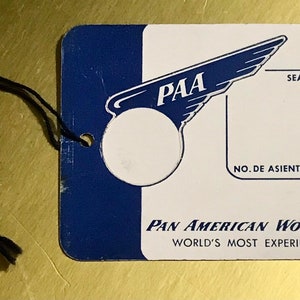 SEA
PAA
NO. DE ASIENT
PAN AMERICAN WO
WORLD'S MOST EXPERI